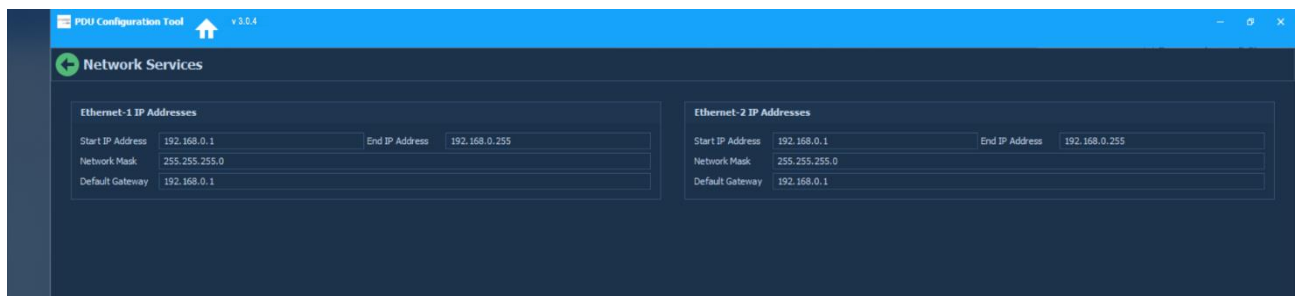 PDU Configuration Tool v 3.0.4
Network Services
Ethernet-1 IP Addresses
Start IP Address 192.168.0.1 End IP Address 192.168.0.255
Network Mask 255.255.255.0
Default Gateway 192.168.0.1
Ethernet-2 IP Addresses
Start IP Address 192.168.0.1 End IP Address 192.168.0.255
Network Mask 255.255.255.0
Default Gateway 192.168.0.1